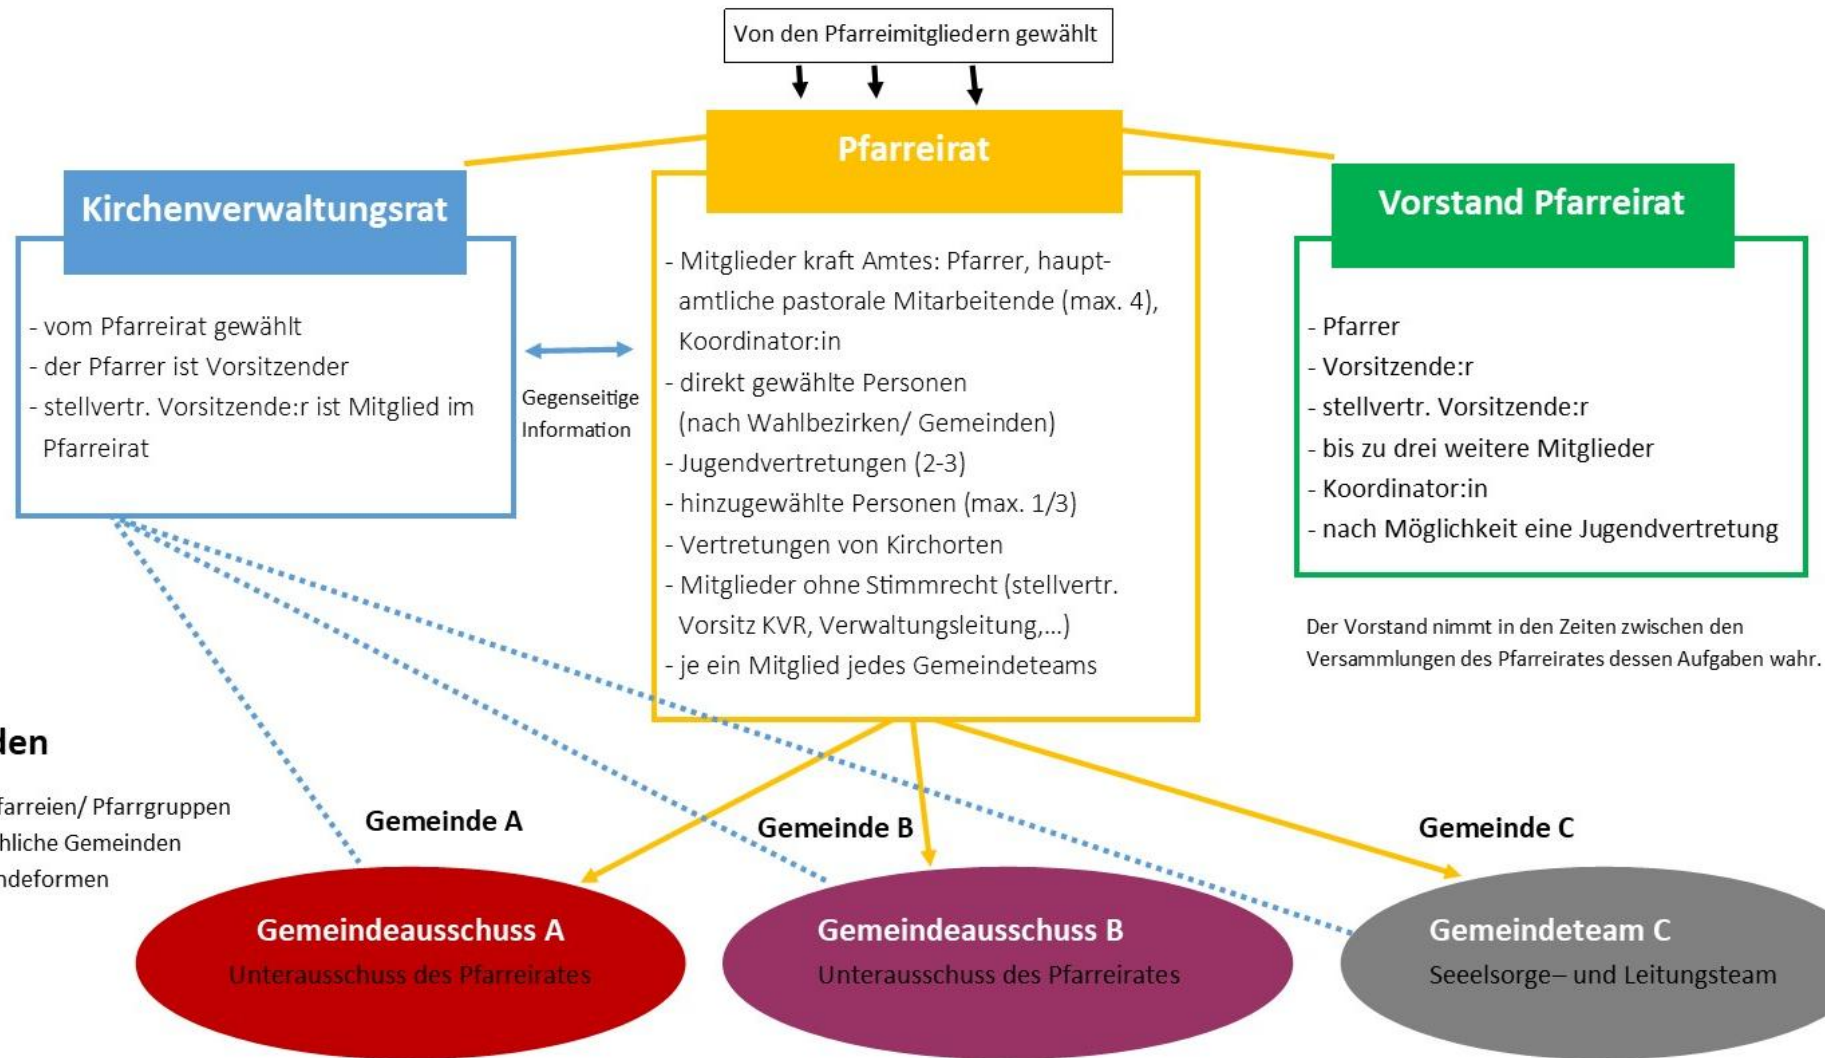 Von den Pfarreimitgliedern gewählt
Pfarreirat
Kirchenverwaltungsrat
Vorstand Pfarreirat
- vom Pfarreirat gewählt
- der Pfarrer ist Vorsitzender
- stellvertr. Vorsitzende:r ist Mitglied im
Pfarreirat
Gegenseitige
Information
- Mitglieder kraft Amtes: Pfarrer, haupt-
amtliche pastorale Mitarbeitende (max. 4),
Koordinator:in
- direkt gewählte Personen
(nach Wahlbezirken/ Gemeinden)
- Jugendvertretungen (2-3)
- hinzugewählte Personen (max. 1/3)
- Vertretungen von Kirchorten
- Mitglieder ohne Stimmrecht (stellvertr.
Vorsitz KVR, Verwaltungsleitung,...)
- je ein Mitglied jedes Gemeindeteams
- Pfarrer
- Vorsitzende:r
- stellvertr. Vorsitzende:r
- bis zu drei weitere Mitglieder
- Koordinator:in
- nach Möglichkeit eine Jugendvertretung
Der Vorstand nimmt in den Zeiten zwischen den
Versammlungen des Pfarreirates dessen Aufgaben wahr.
den
farreien/ Pfarrgruppen
hliche Gemeinden
ndeformen
Gemeinde A
Gemeinde B
Gemeinde C
Gemeindeausschuss A
Unterausschuss des Pfarreirates
Gemeindeausschuss B
Unterausschuss des Pfarreirates
Gemeindeteam C
Seeelsorge– und Leitungsteam